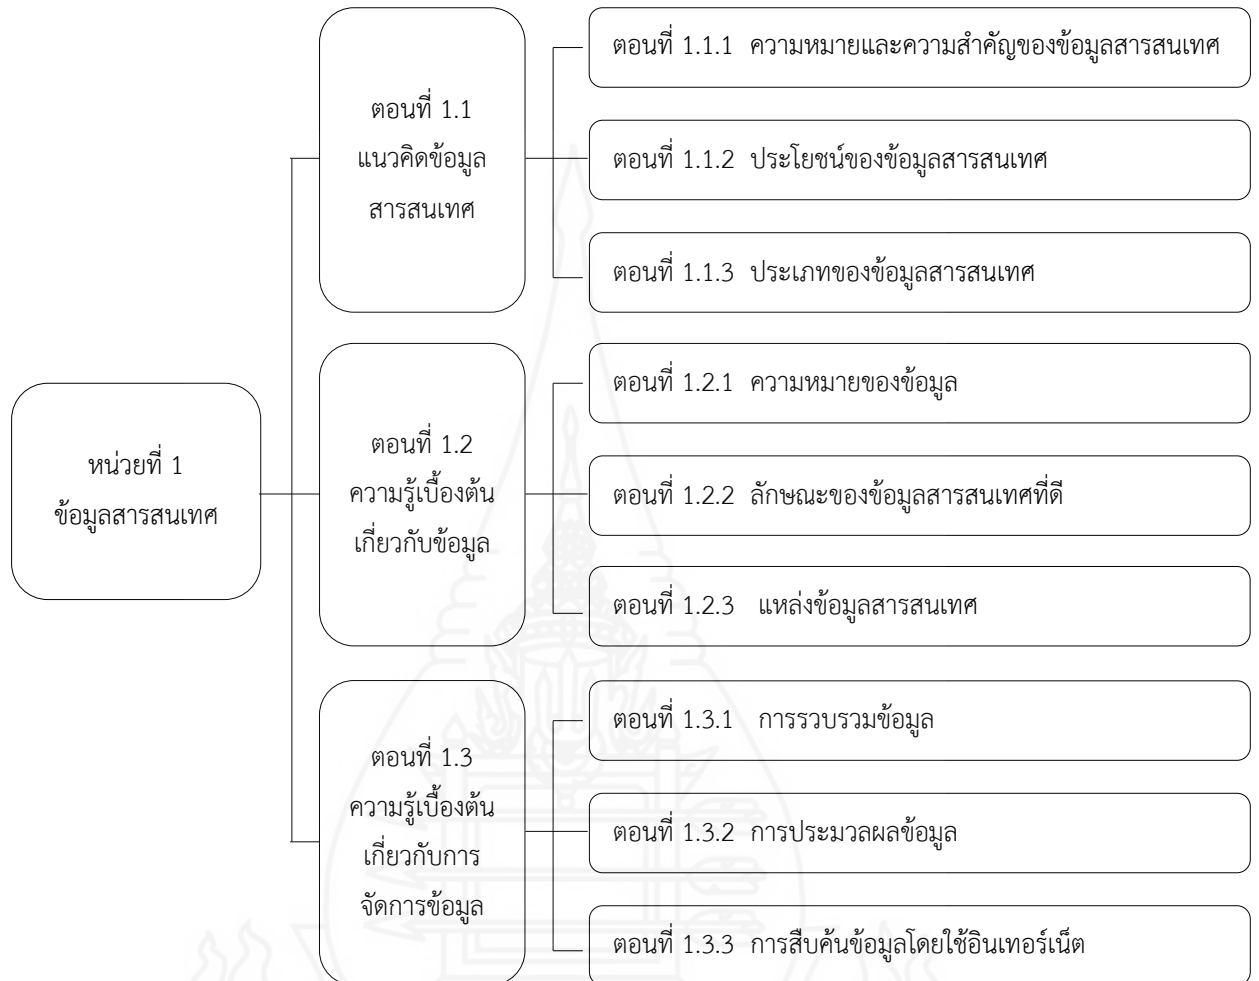 หน่วยที่ 1
ข้อมูลสารสนเทศ
ตอนที่ 1.1
แนวคิดข้อมูล
สารสนเทศ
ตอนที่ 1.1.1 ความหมายและความสำคัญของข้อมูลสารสนเทศ
ตอนที่ 1.1.2 ประโยชน์ของข้อมูลสารสนเทศ
ตอนที่ 1.1.3 ประเภทของข้อมูลสารสนเทศ
ตอนที่ 1.2
ความรู้เบื้องต้น
เกี่ยวกับข้อมูล
ตอนที่ 1.2.1 ความหมายของข้อมูล
ตอนที่ 1.2.2 ลักษณะของข้อมูลสารสนเทศที่ดี
ตอนที่ 1.2.3 แหล่งข้อมูลสารสนเทศ
ตอนที่ 1.3
ความรู้เบื้องต้น
เกี่ยวกับการ
จัดการข้อมูล
ตอนที่ 1.3.1 การรวบรวมข้อมูล
ตอนที่ 1.3.2 การประมวลผลข้อมูล
ตอนที่ 1.3.3 การสืบค้นข้อมูลโดยใช้อินเทอร์เน็ต